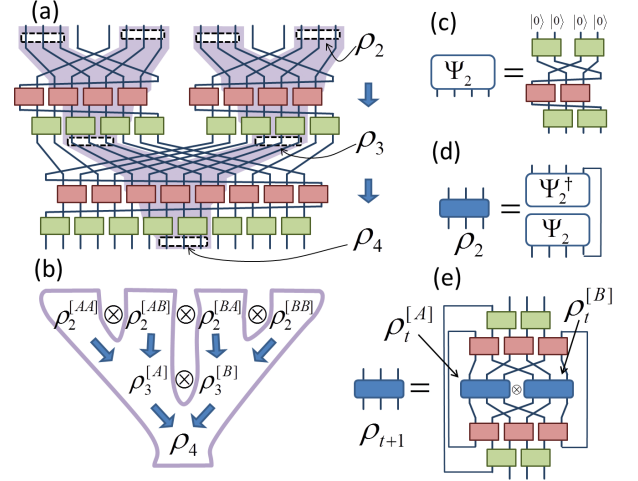 (a)
ρ₂
ρ₃
ρ₄
(b)
ρ₂^[AA] ⊗ ρ₂^[AB] ⊗ ρ₂^[BA] ⊗ ρ₂^[BB]
ρ₃^[A] ⊗ ρ₃^[B]
ρ₄
(c)
|0⟩ |0⟩ |0⟩ |0⟩
Ψ₂ =
(d)
Ψ₂†
Ψ₂
=
ρ₂
(e)
ρₜ^[A]
ρₜ^[B]
⊗
=
ρₜ₊₁